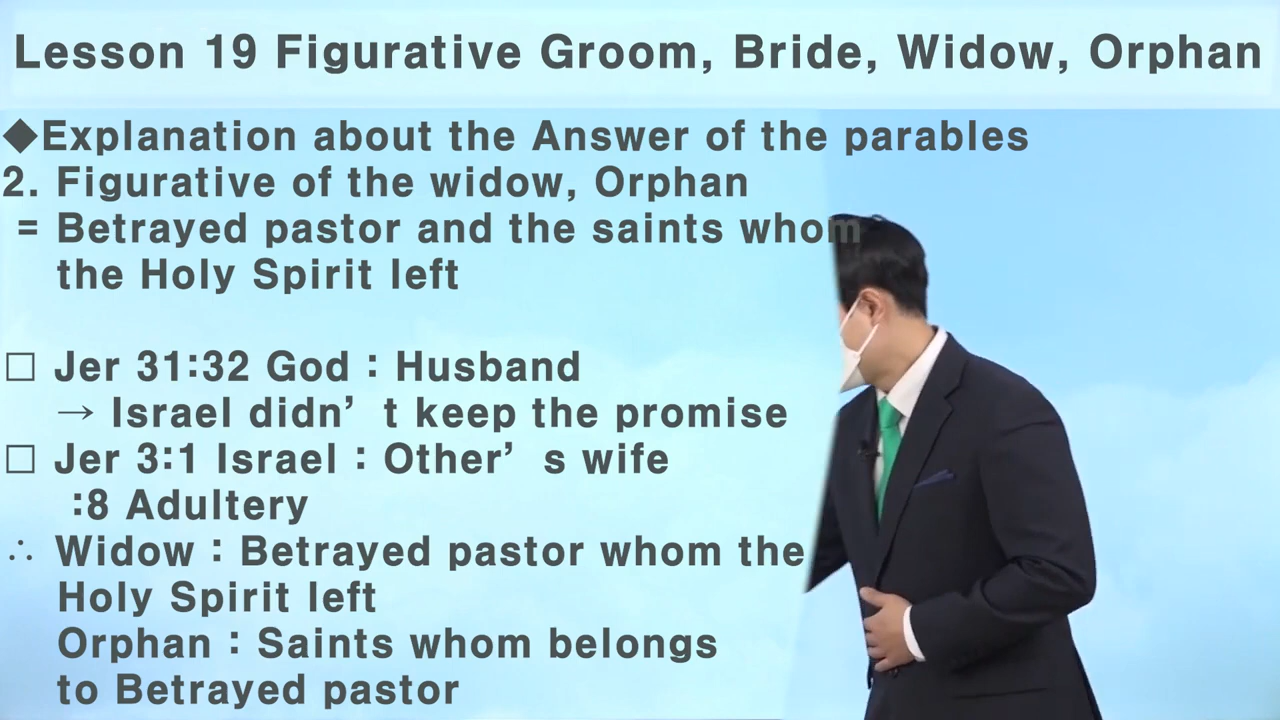 Lesson 19 Figurative Groom, Bride, Widow, Orphan
◆Explanation about the Answer of the parables
2. Figurative of the widow, Orphan
= Betrayed pastor and the saints whom
the Holy Spirit left
□ Jer 31:32 God : Husband
→ Israel didn’ t keep the promise
□ Jer 3:1 Israel : Other’ s wife
:8 Adultery
∴ Widow : Betrayed pastor whom the
Holy Spirit left
Orphan : Saints whom belongs
to Betrayed pastor